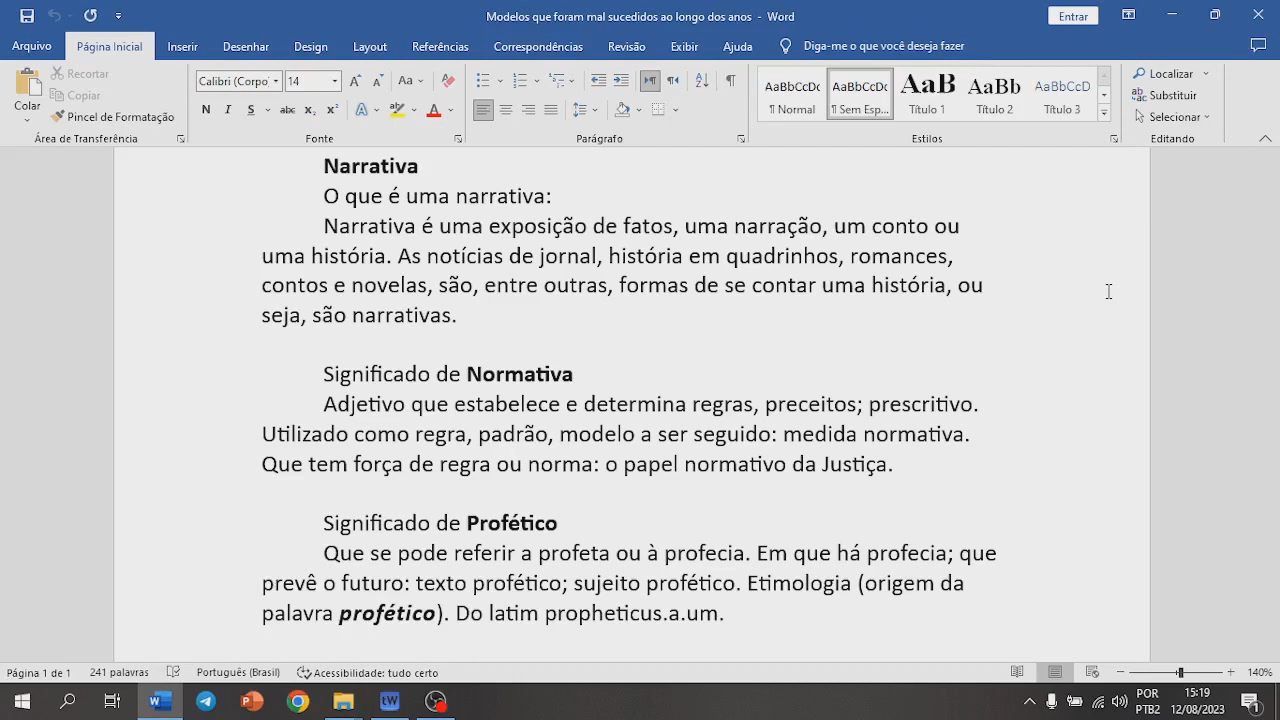 Modelos que foram mal sucedidos ao longo dos anos - Word
Entrar
Arquivo Página Inicial Inserir Desenhar Design Layout Referências Correspondências Revisão Exibir Ajuda Diga-me o que você deseja fazer
Colar
Recortar
Copiar
Pincel de Formatação
Área de Transferência
Calibri (Corpo 14
Aa
N I S abc x₂ x² A A
Fonte
Parágrafo
AaBbCcDc AaBbCcDc AaB AaBb AaBbCcD
¶ Normal ¶ Sem Esp... Título 1 Título 2 Título 3
Estilos
Localizar
Substituir
Selecionar
Editando
Narrativa
O que é uma narrativa:
Narrativa é uma exposição de fatos, uma narração, um conto ou
uma história. As notícias de jornal, história em quadrinhos, romances,
contos e novelas, são, entre outras, formas de se contar uma história, ou
seja, são narrativas.
Significado de Normativa
Adjetivo que estabelece e determina regras, preceitos; prescritivo.
Utilizado como regra, padrão, modelo a ser seguido: medida normativa.
Que tem força de regra ou norma: o papel normativo da Justiça.
Significado de Profético
Que se pode referir a profeta ou à profecia. Em que há profecia; que
prevê o futuro: texto profético; sujeito profético. Etimologia (origem da
palavra profético). Do latim propheticus.a.um.
Página 1 de 1 241 palavras Português (Brasil) Acessibilidade: tudo certo 140%
POR 15:19
PTB2 12/08/2023